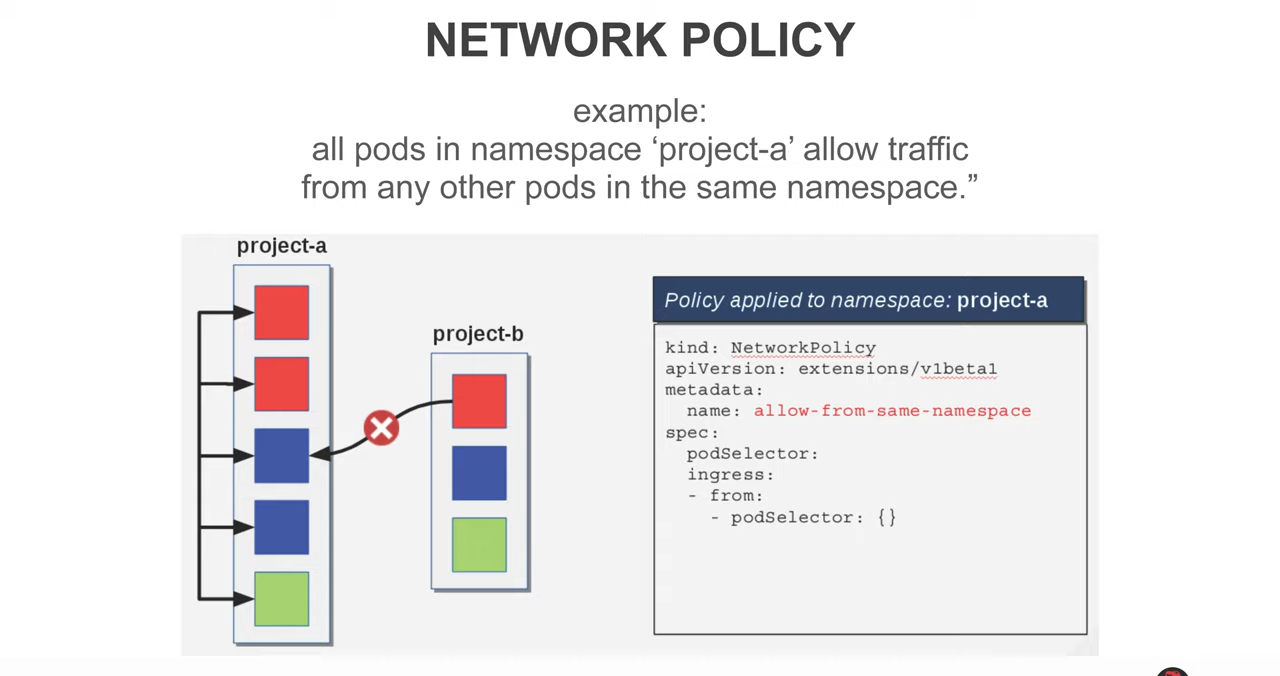 NETWORK POLICY
example:
all pods in namespace ‘project-a’ allow traffic
from any other pods in the same namespace.”
project-a
project-b
Policy applied to namespace: project-a
kind: NetworkPolicy
apiVersion: extensions/v1beta1
metadata:
  name: allow-from-same-namespace
spec:
  podSelector:
  ingress:
  - from:
    - podSelector: {}